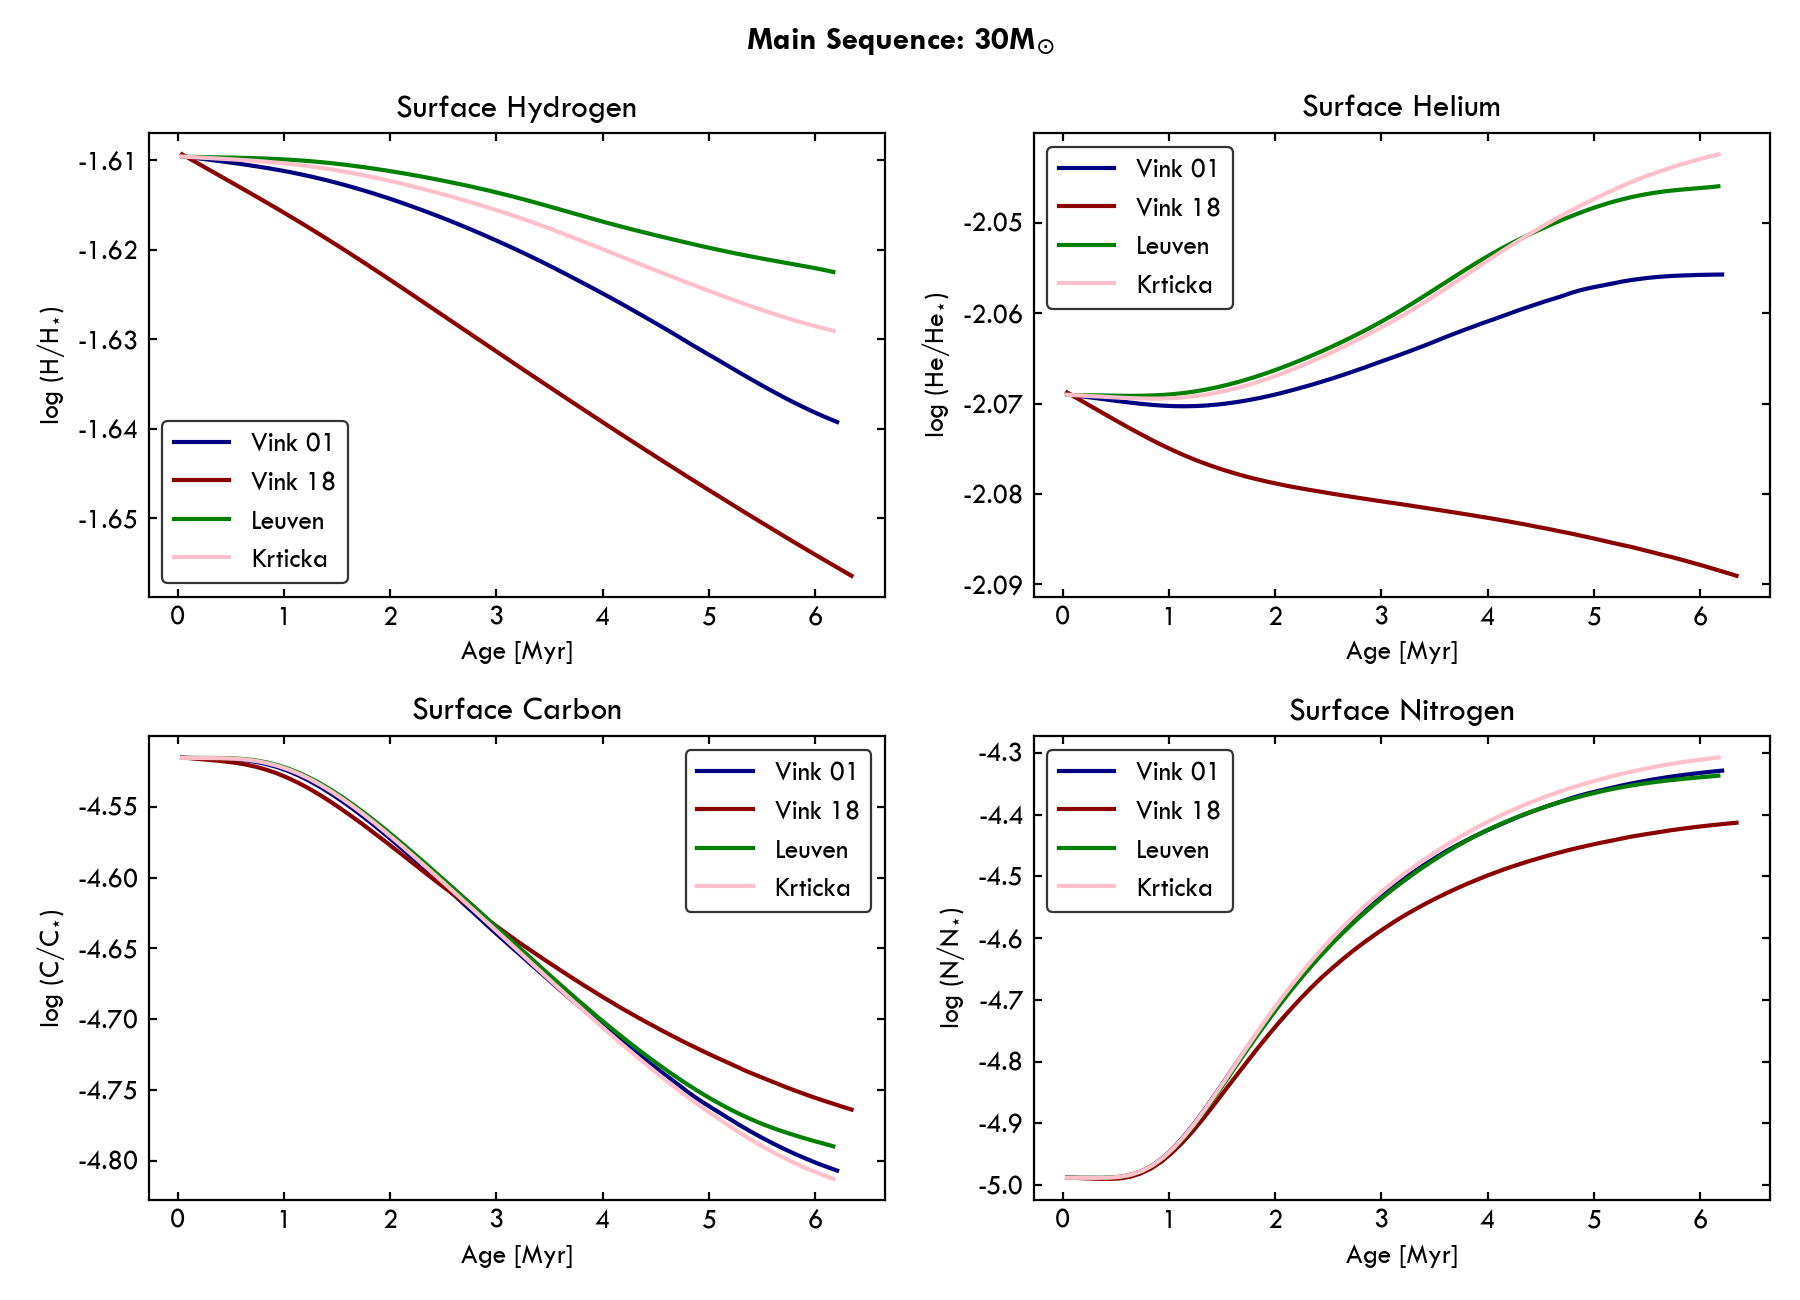 Main Sequence: 30M⊙
Surface Hydrogen
-1.61
-1.62
-1.63
-1.64
-1.65
log (H/H⋆)
Vink 01
Vink 18
Leuven
Krticka
0 1 2 3 4 5 6
Age [Myr]
Surface Helium
-2.05
-2.06
-2.07
-2.08
-2.09
log (He/He⋆)
Vink 01
Vink 18
Leuven
Krticka
0 1 2 3 4 5 6
Age [Myr]
Surface Carbon
-4.55
-4.60
-4.65
-4.70
-4.75
-4.80
log (C/C⋆)
Vink 01
Vink 18
Leuven
Krticka
0 1 2 3 4 5 6
Age [Myr]
Surface Nitrogen
-4.3
-4.4
-4.5
-4.6
-4.7
-4.8
-4.9
-5.0
log (N/N⋆)
Vink 01
Vink 18
Leuven
Krticka
0 1 2 3 4 5 6
Age [Myr]